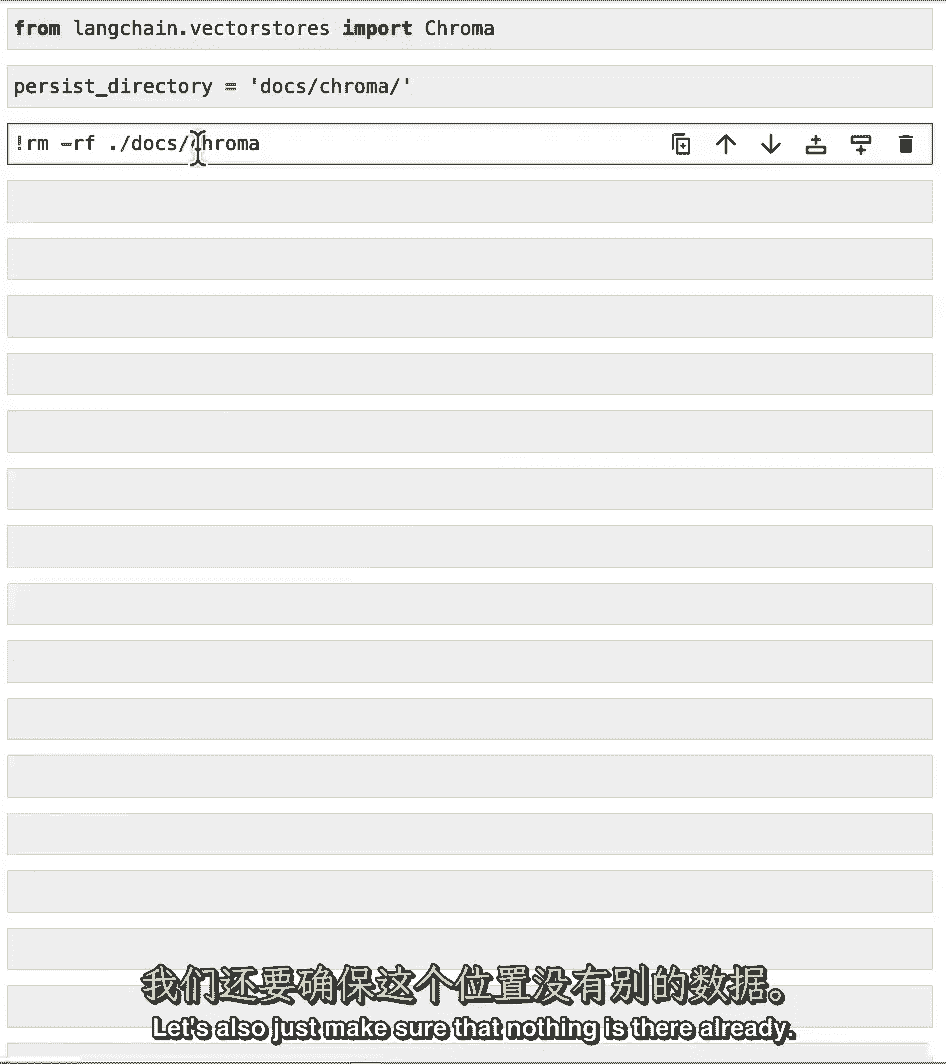 from langchain.vectorstores import Chroma
persist_directory = 'docs/chroma/'
!rm -rf ./docs/chroma
我们还要确保这个位置没有别的数据。
Let's also just make sure that nothing is there already.